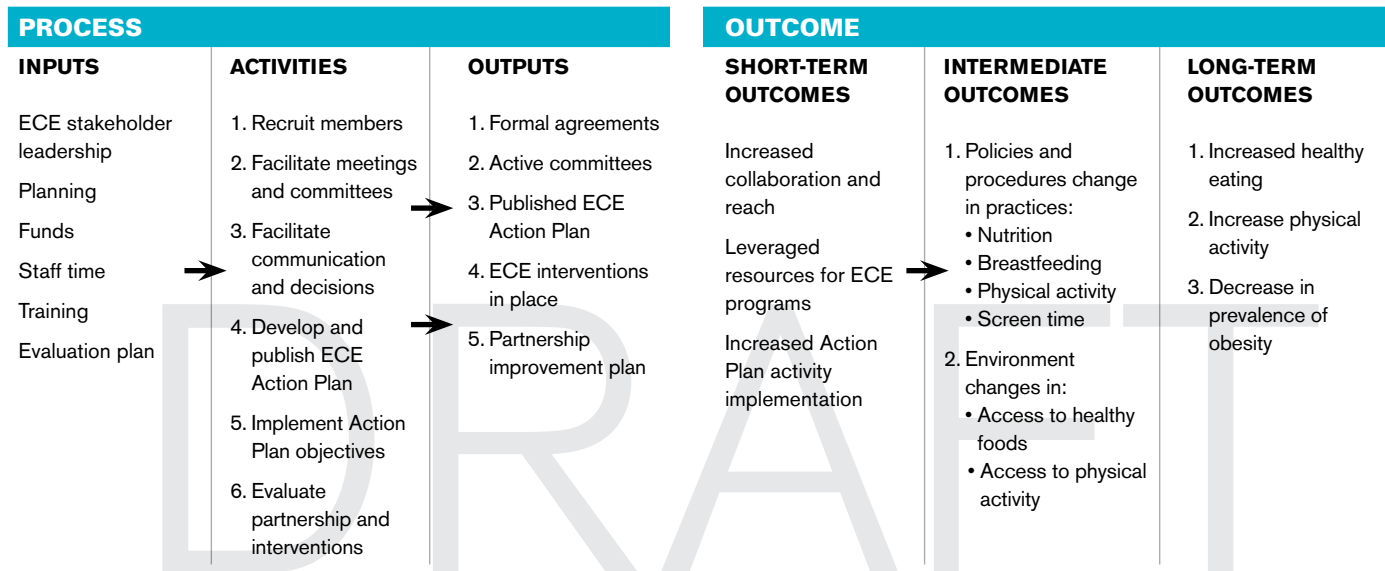 PROCESS
INPUTS
ECE stakeholder
leadership
Planning
Funds
Staff time
Training
Evaluation plan
ACTIVITIES
1. Recruit members
2. Facilitate meetings
and committees
3. Facilitate
communication
and decisions
4. Develop and
publish ECE
Action Plan
5. Implement Action
Plan objectives
6. Evaluate
partnership and
interventions
OUTPUTS
1. Formal agreements
2. Active committees
3. Published ECE
Action Plan
4. ECE interventions
in place
5. Partnership
improvement plan
OUTCOME
SHORT-TERM
OUTCOMES
Increased
collaboration and
reach
Leveraged
resources for ECE
programs
Increased Action
Plan activity
implementation
INTERMEDIATE
OUTCOMES
1. Policies and
procedures change
in practices:
• Nutrition
• Breastfeeding
• Physical activity
• Screen time
2. Environment
changes in:
• Access to healthy
foods
• Access to physical
activity
LONG-TERM
OUTCOMES
1. Increased healthy
eating
2. Increase physical
activity
3. Decrease in
prevalence of
obesity
DRAFT